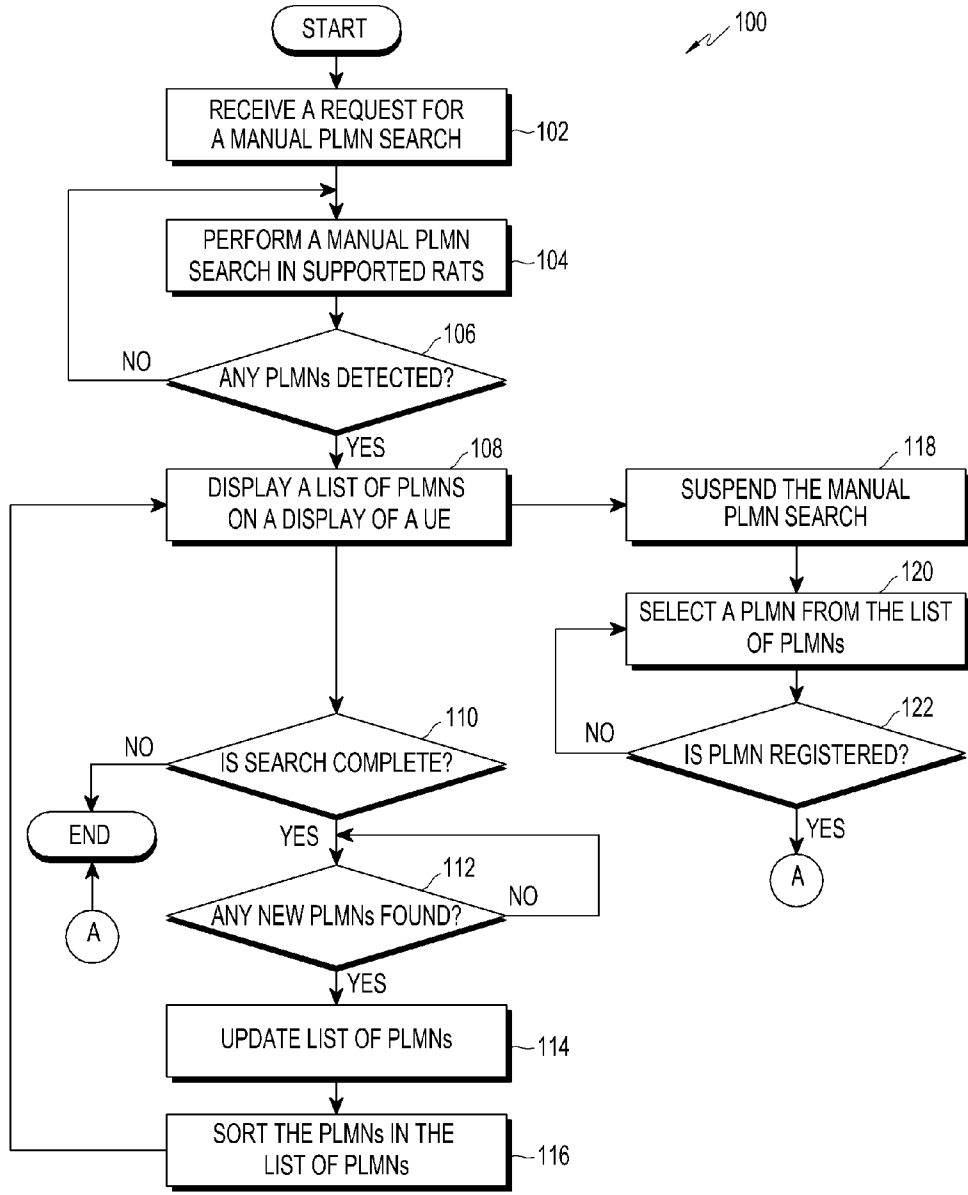 START
100
RECEIVE A REQUEST FOR
A MANUAL PLMN SEARCH
102
PERFORM A MANUAL PLMN
SEARCH IN SUPPORTED RATS
104
106
NO
ANY PLMNs DETECTED?
YES
108
DISPLAY A LIST OF PLMNS
ON A DISPLAY OF A UE
118
SUSPEND THE MANUAL
PLMN SEARCH
120
SELECT A PLMN FROM THE LIST
OF PLMNs
122
NO
IS PLMN REGISTERED?
YES
A
110
NO
IS SEARCH COMPLETE?
END
YES
A
112
ANY NEW PLMNs FOUND?
NO
YES
UPDATE LIST OF PLMNs
114
SORT THE PLMNs IN THE
LIST OF PLMNs
116